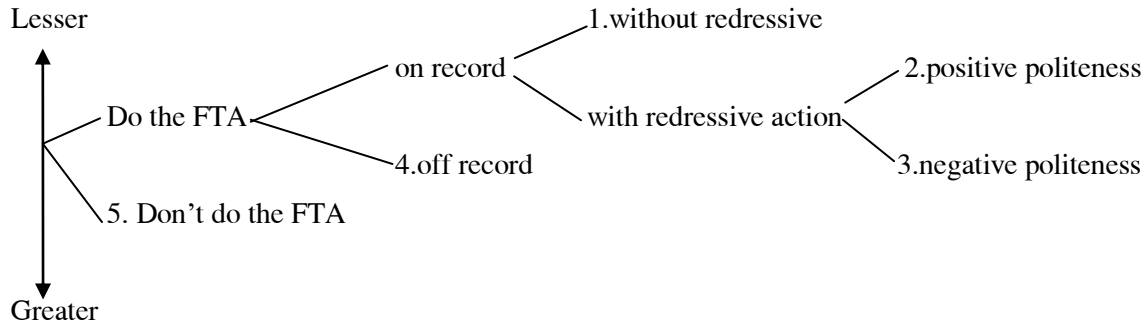 Lesser
1.without redressive
on record
2.positive politeness
Do the FTA
with redressive action
4.off record
3.negative politeness
5. Don't do the FTA
Greater